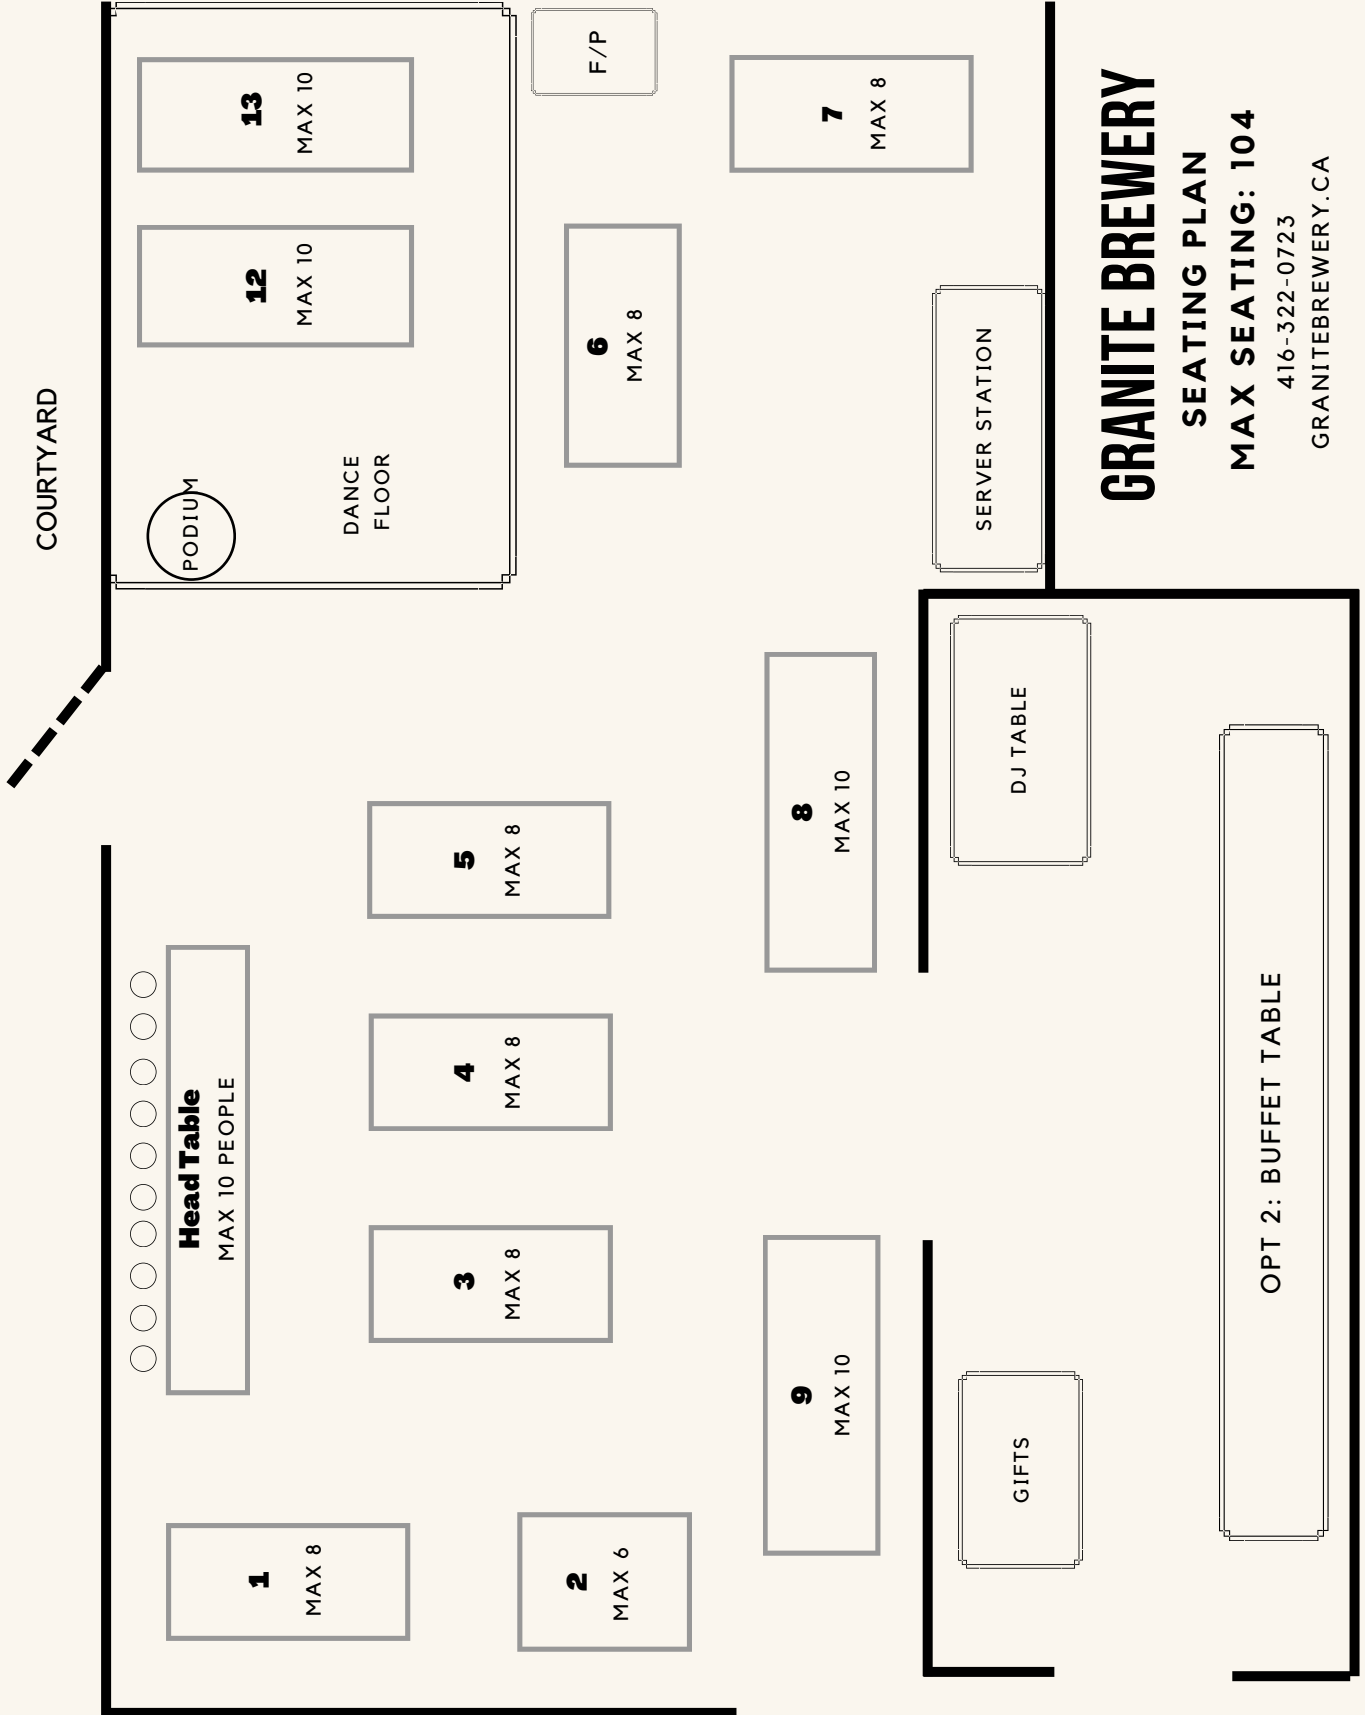 COURTYARD
PODIUM
DANCE
FLOOR
12
MAX 10
13
MAX 10
F/P
6
MAX 8
7
MAX 8
SERVER STATION
GRANITE BREWERY
SEATING PLAN
MAX SEATING: 104
416-322-0723
GRANITEBREWERY.CA
Head Table
MAX 10 PEOPLE
1
MAX 8
2
MAX 6
3
MAX 8
4
MAX 8
5
MAX 8
9
MAX 10
8
MAX 10
GIFTS
DJ TABLE
OPT 2: BUFFET TABLE